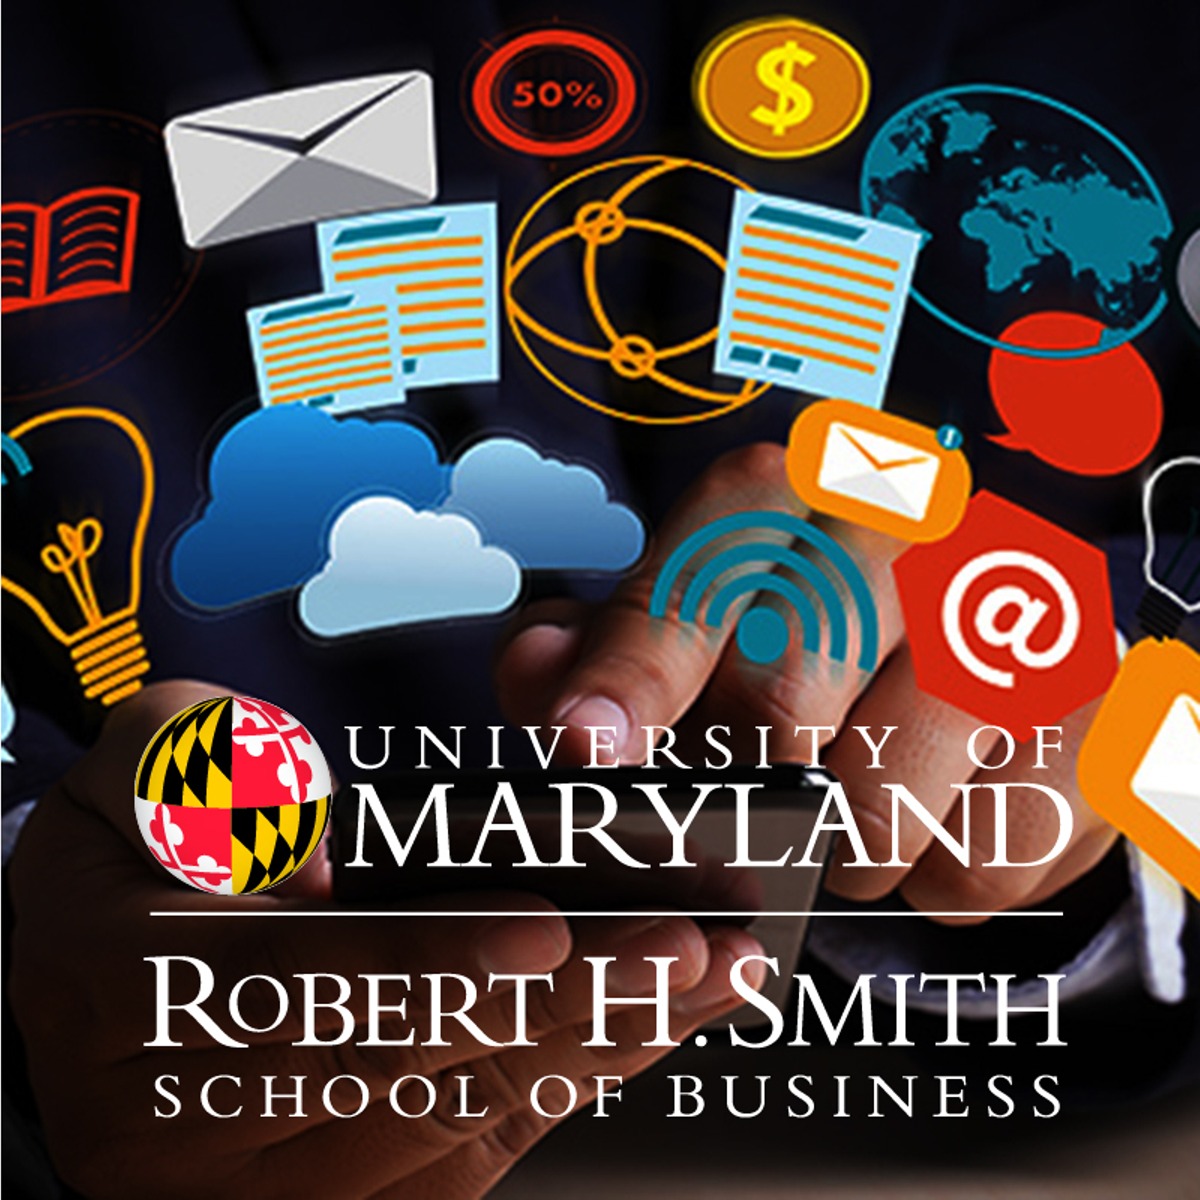 50%
$
@
UNIVERSITY OF
MARYLAND
ROBERT H. SMITH
SCHOOL OF BUSINESS